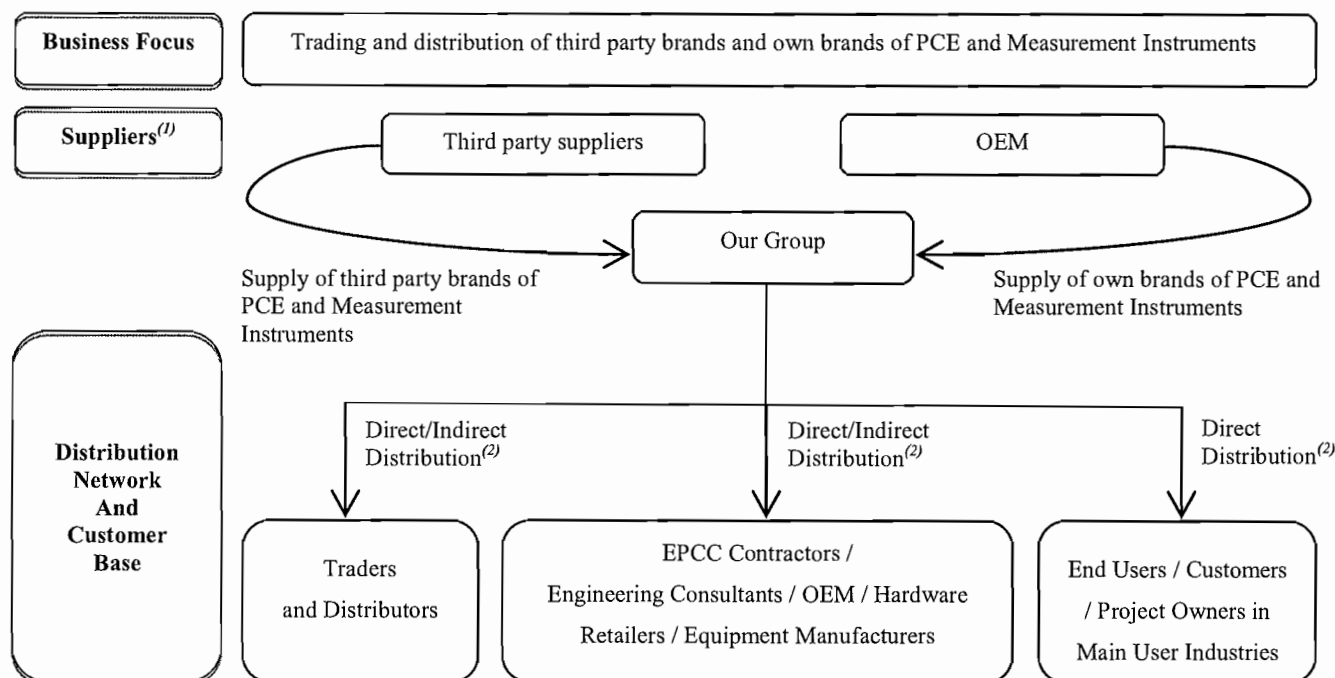 Business Focus
Trading and distribution of third party brands and own brands of PCE and Measurement Instruments
Suppliers(1)
Third party suppliers
OEM
Our Group
Supply of third party brands of
PCE and Measurement
Instruments
Supply of own brands of PCE and
Measurement Instruments
Distribution
Network
And
Customer
Base
Direct/Indirect
Distribution(2)
Direct/Indirect
Distribution(2)
Direct
Distribution(2)
Traders
and Distributors
EPCC Contractors /
Engineering Consultants / OEM / Hardware
Retailers / Equipment Manufacturers
End Users / Customers
/ Project Owners in
Main User Industries